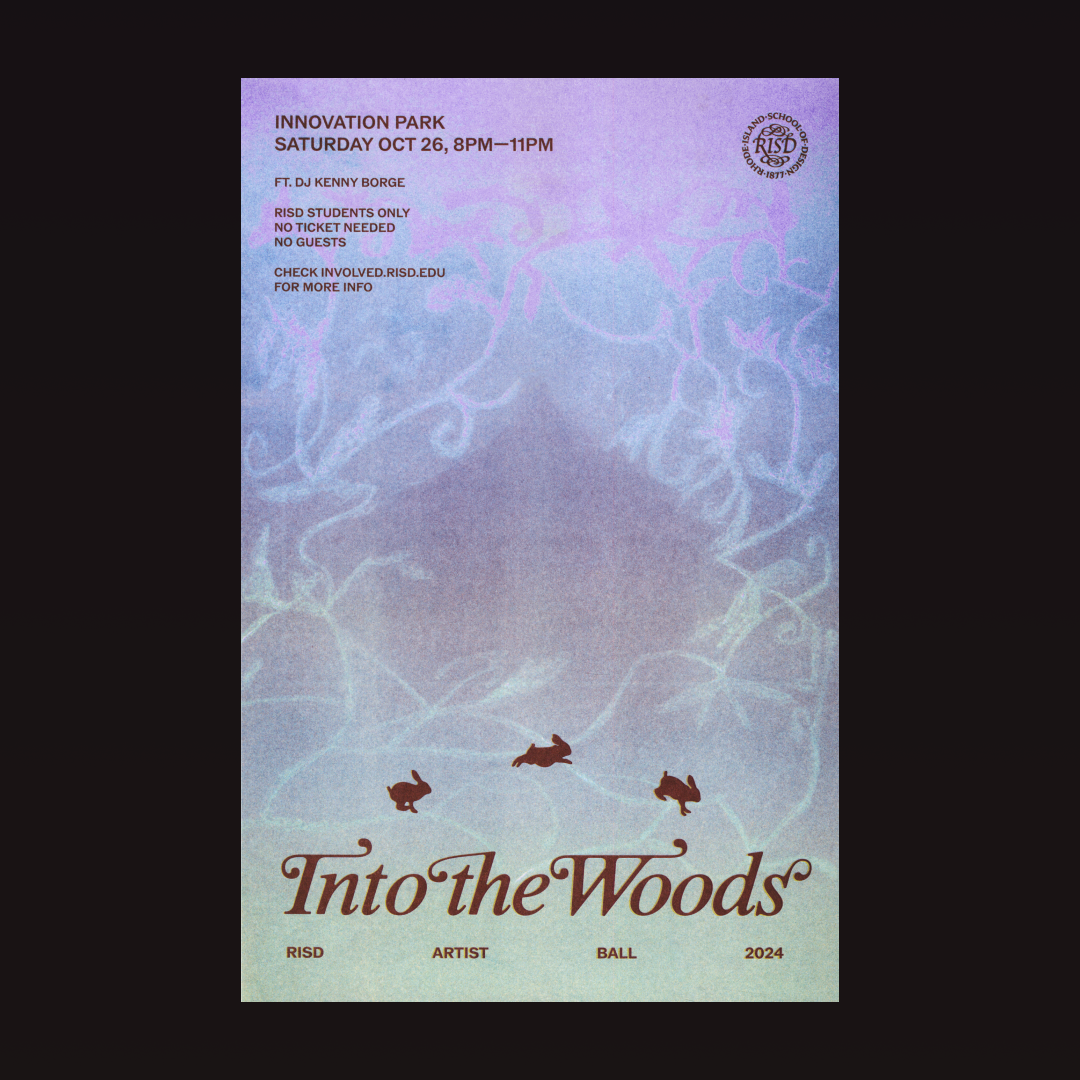 INNOVATION PARK
SATURDAY OCT 26, 8PM—11PM
FT. DJ KENNY BORGE
RISD STUDENTS ONLY
NO TICKET NEEDED
NO GUESTS
CHECK INVOLVED.RISD.EDU
FOR MORE INFO
RHODE·ISLAND·SCHOOL·OF·DESIGN
RISD
·1877·
Into the Woods
RISD ARTIST BALL 2024